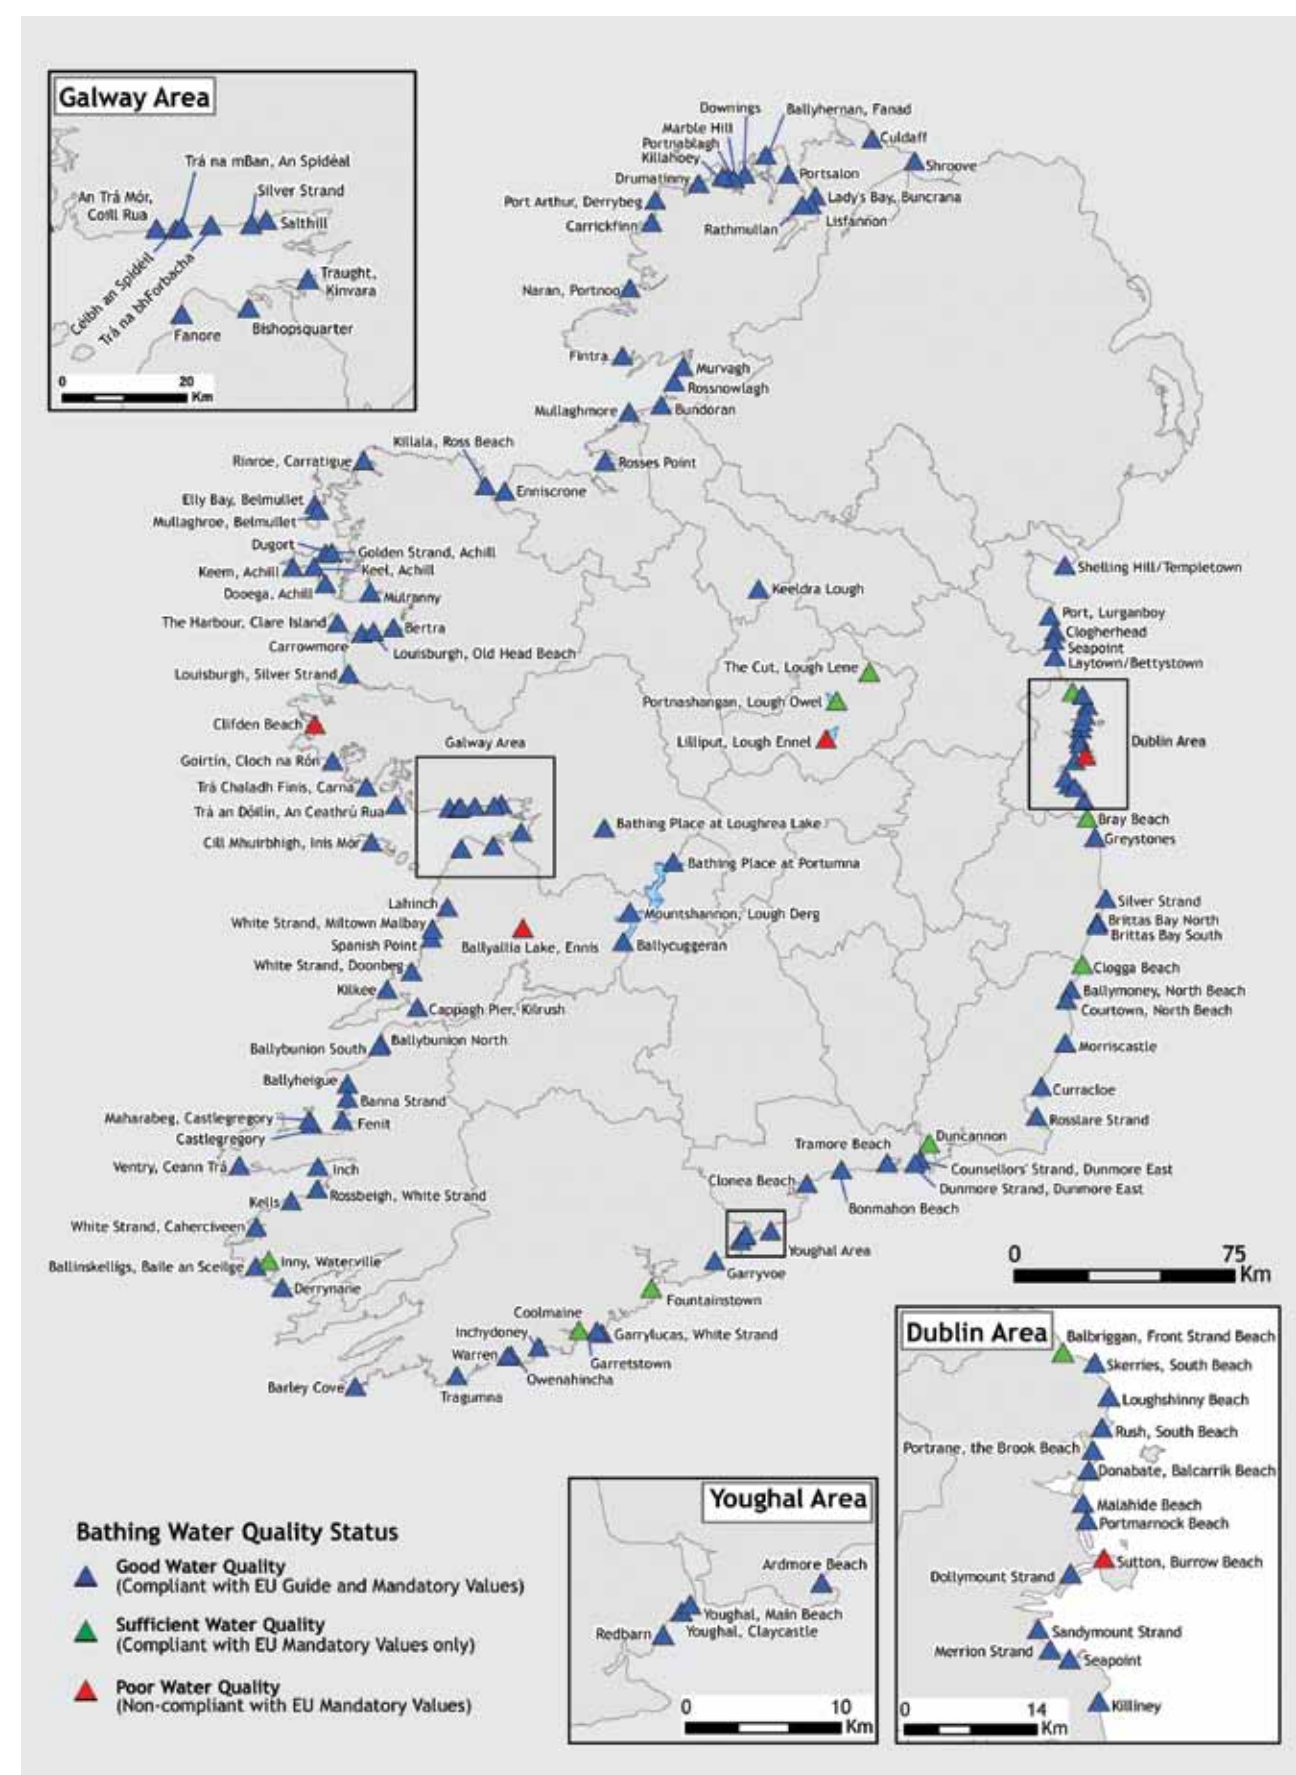 Galway Area
Trá na mBan, An Spidéal
An Trá Mór,
Coill Rua
Silver Strand
Salthill
Céibh an Spidéil
Trá na bhForbacha
Traught,
Kinvara
Fanore
Bishopsquarter
0 20
Km
Downings
Ballyhernan, Fanad
Marble Hill
Portnablagh
Killahoey
Culdaff
Shroove
Drumatinny
Portsalon
Port Arthur, Derrybeg
Lady's Bay, Buncrana
Carrickfinn
Rathmullan
Lisfannon
Naran, Portnoo
Fintra
Murvagh
Rossnowlagh
Mullaghmore
Bundoran
Killala, Ross Beach
Rinroe, Carratigue
Rosses Point
Enniscrone
Elly Bay, Belmullet
Mullaghroe, Belmullet
Dugort
Golden Strand, Achill
Keem, Achill
Keel, Achill
Dooega, Achill
Mulranny
The Harbour, Clare Island
Bertra
Carrowmore
Louisburgh, Old Head Beach
Louisburgh, Silver Strand
Keeldra Lough
Shelling Hill/Templetown
Port, Lurganboy
Clogherhead
Seapoint
Laytown/Bettystown
The Cut, Lough Lene
Portnashangan, Lough Owel
Lilliput, Lough Ennel
Clifden Beach
Galway Area
Dublin Area
Goirtín, Cloch na Rón
Trá Chaladh Finis, Carna
Trá an Dóilín, An Ceathrú Rua
Cill Mhuirbhigh, Inis Mór
Bathing Place at Loughrea Lake
Bathing Place at Portumna
Bray Beach
Greystones
Lahinch
White Strand, Miltown Malbay
Spanish Point
Ballyallia Lake, Ennis
Mountshannon, Lough Derg
Ballycuggeran
Silver Strand
Brittas Bay North
Brittas Bay South
White Strand, Doonbeg
Kilkee
Cappagh Pier, Kilrush
Clogga Beach
Ballymoney, North Beach
Courtown, North Beach
Ballybunion South
Ballybunion North
Morriscastle
Ballyheigue
Banna Strand
Curracloe
Maharabeg, Castlegregory
Castlegregory
Fenit
Rosslare Strand
Duncannon
Tramore Beach
Ventry, Ceann Trá
Inch
Counsellors' Strand, Dunmore East
Clonea Beach
Dunmore Strand, Dunmore East
Kells
Rossbeigh, White Strand
Bonmahon Beach
White Strand, Caherciveen
Youghal Area
Ballinskelligs, Baile an Sceilge
Inny, Waterville
Garryvoe
Derrynane
Fountainstown
Coolmaine
Inchydoney
Garrylucas, White Strand
Warren
Garretstown
Owenahincha
Barley Cove
Tragumna
0 75
Km
Dublin Area
Balbriggan, Front Strand Beach
Skerries, South Beach
Loughshinny Beach
Rush, South Beach
Portrane, the Brook Beach
Donabate, Balcarrik Beach
Malahide Beach
Portmarnock Beach
Sutton, Burrow Beach
Dollymount Strand
Sandymount Strand
Merrion Strand
Seapoint
Killiney
0 14
Km
Youghal Area
Ardmore Beach
Youghal, Main Beach
Redbarn
Youghal, Claycastle
0 10
Km
Bathing Water Quality Status
Good Water Quality
(Compliant with EU Guide and Mandatory Values)
Sufficient Water Quality
(Compliant with EU Mandatory Values only)
Poor Water Quality
(Non-compliant with EU Mandatory Values)